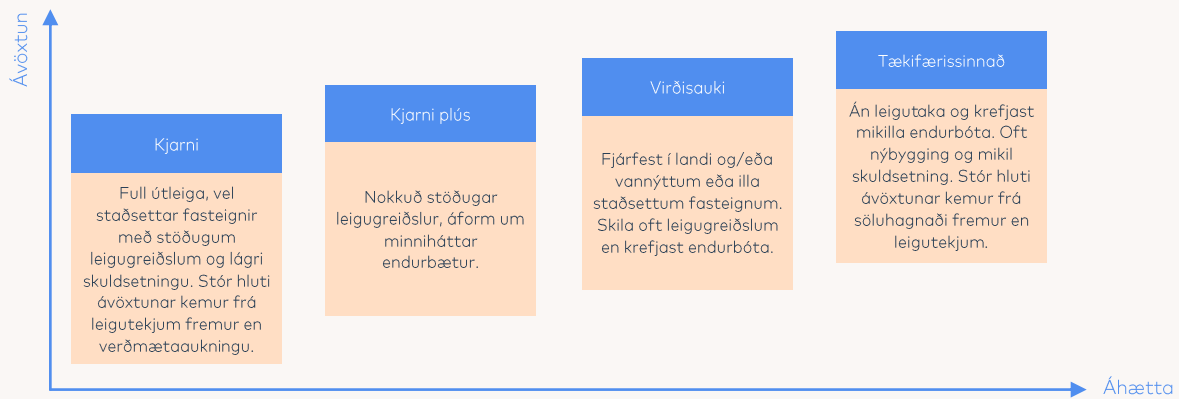 Ávöxtun
Kjarni
Full útleiga, vel
staðsettar fasteignir
með stöðugum
leigugreiðslum og lágri
skuldsetningu. Stór hluti
ávöxtunar kemur frá
leigutekjum fremur en
verðmætaaukningu.
Kjarni plús
Nokkuð stöðugar
leigugreiðslur, áform um
minniháttar
endurbætur.
Virðisauki
Fjárfest í landi og/eða
vannýttum eða illa
staðsettum fasteignum.
Skila oft leigugreiðslum
en krefjast endurbóta.
Tækifærissinnað
Án leigutaka og krefjast
mikilla endurbóta. Oft
nýbygging og mikil
skuldsetning. Stór hluti
ávöxtunar kemur frá
söluhagnaði fremur en
leigutekjum.
Áhætta